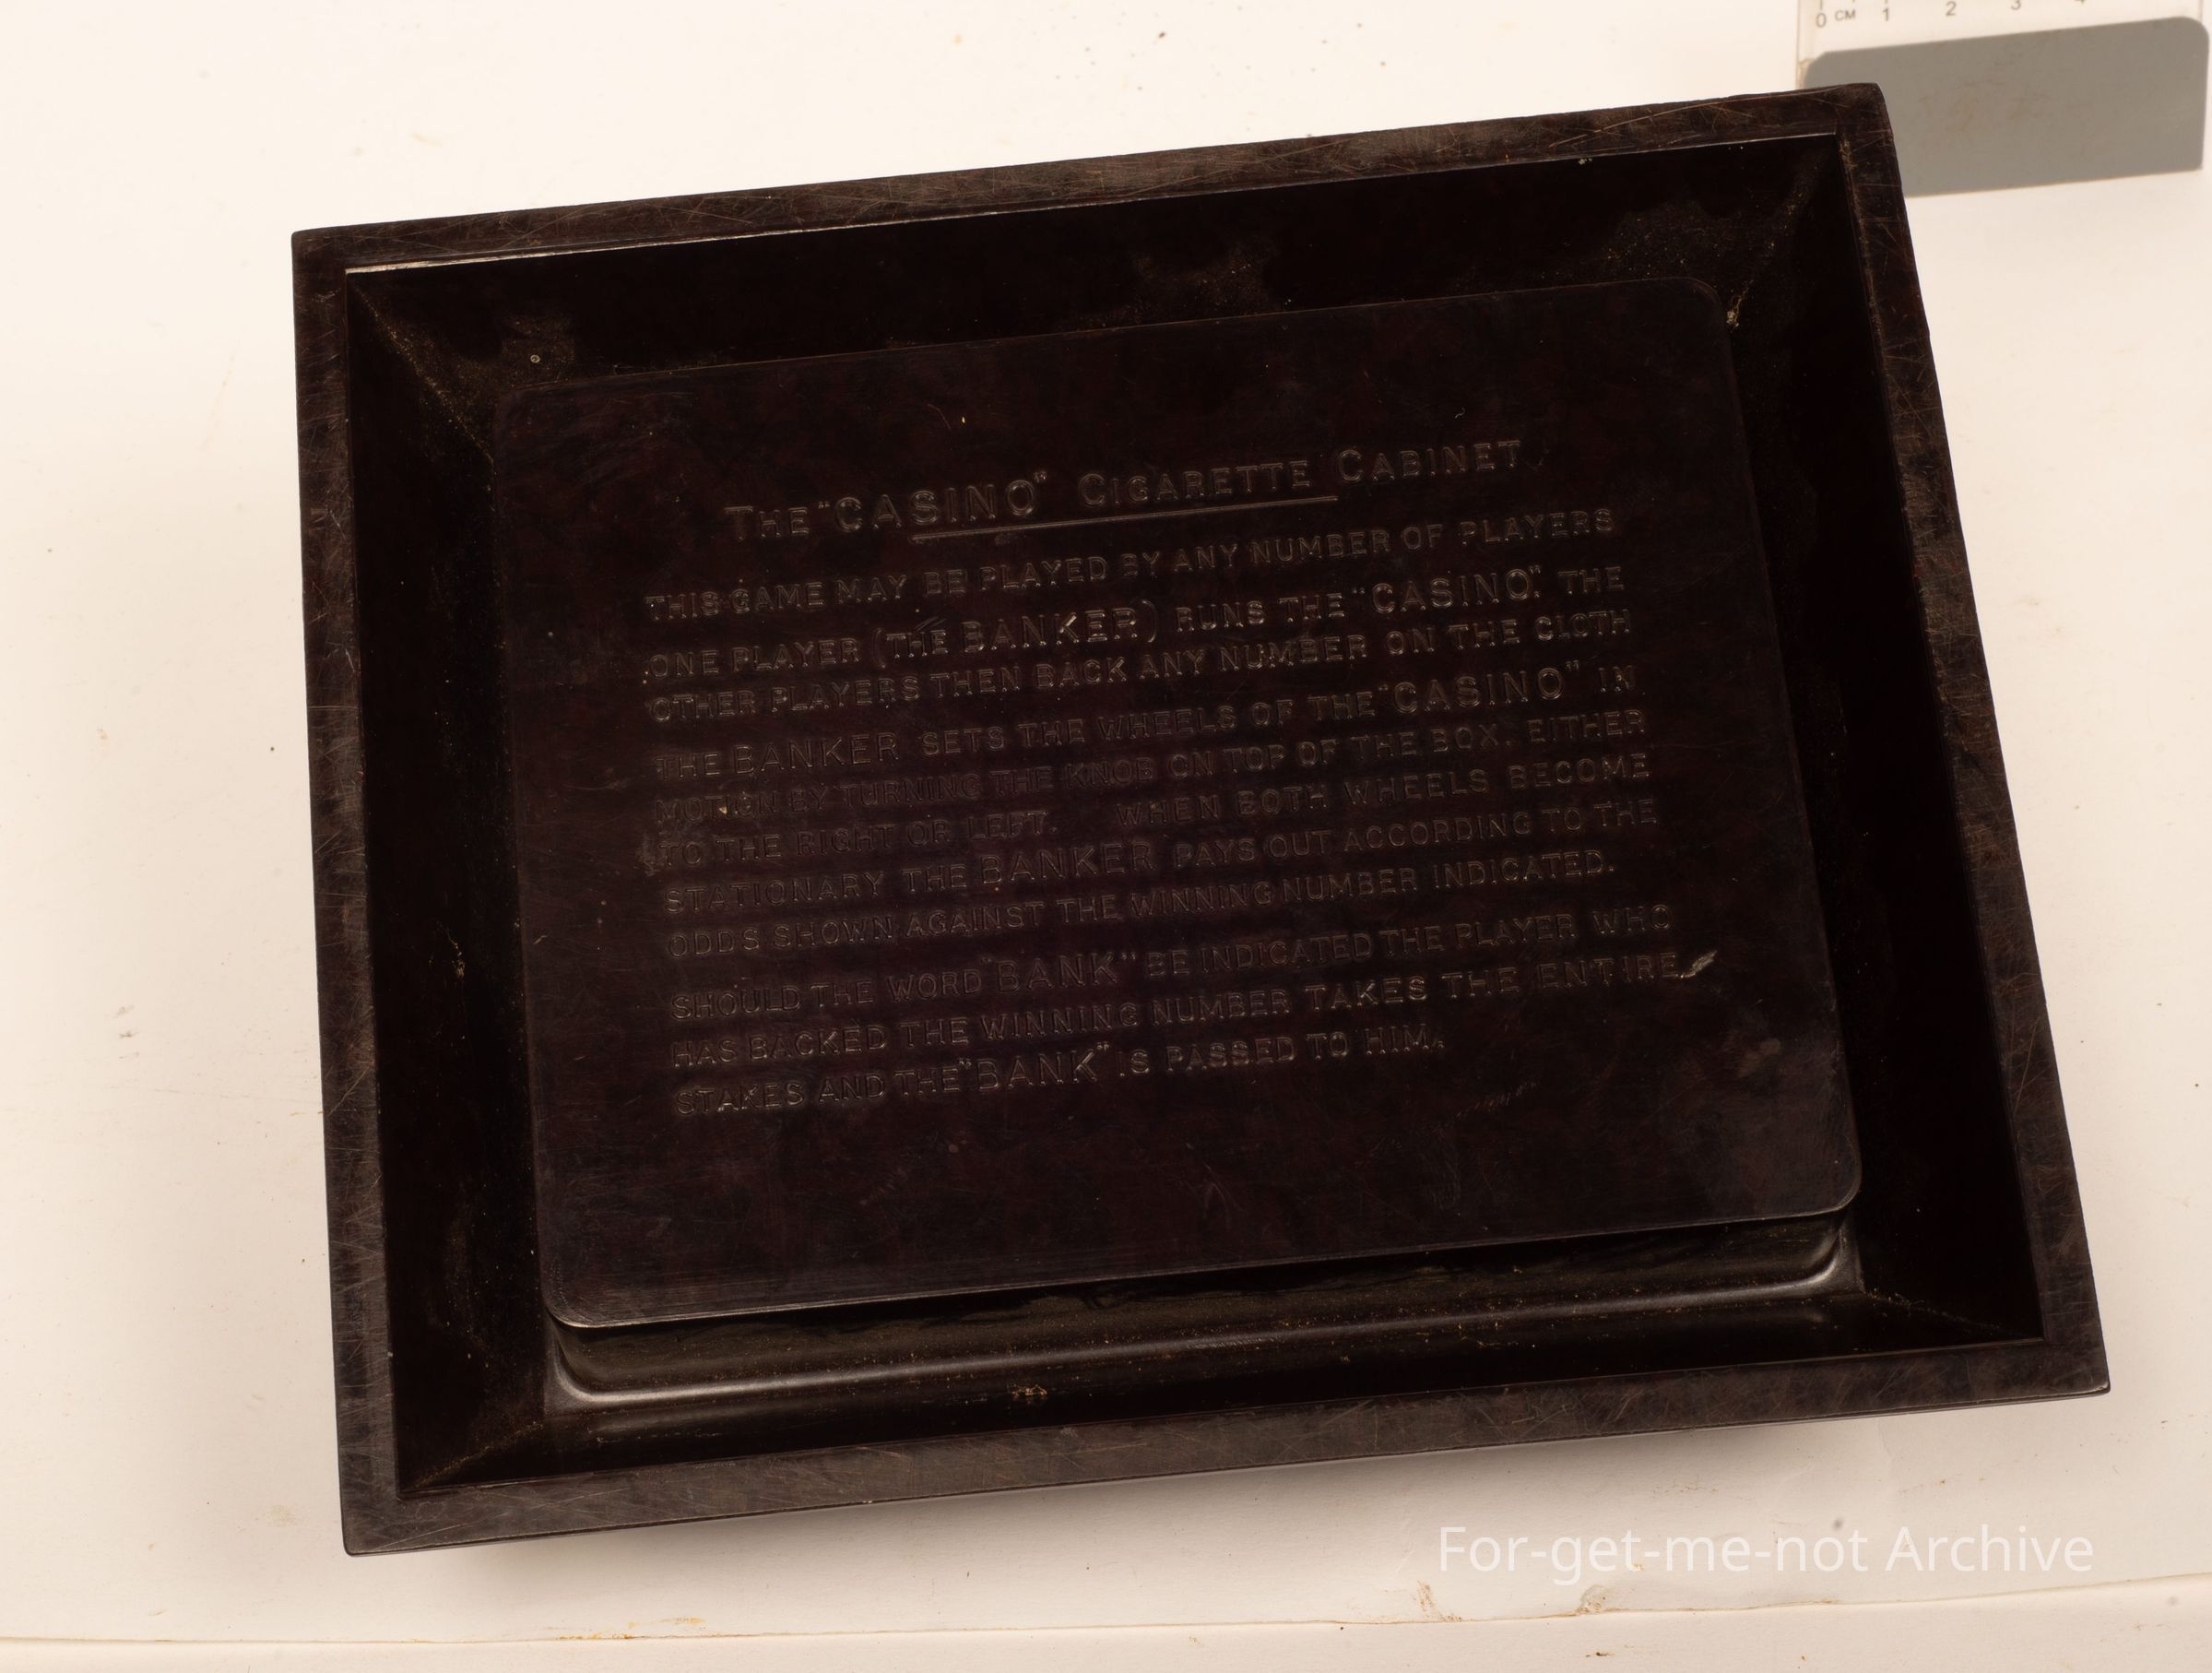 0 CM 1 2 3 4
THE "CASINO" CIGARETTE CABINET
THIS GAME MAY BE PLAYED BY ANY NUMBER OF PLAYERS
ONE PLAYER (THE BANKER) RUNS THE "CASINO". THE
OTHER PLAYERS THEN BACK ANY NUMBER ON THE CLOTH
THE BANKER SETS THE WHEELS OF THE "CASINO" IN
MOTION BY TURNING THE KNOB ON TOP OF THE BOX. EITHER
TO THE RIGHT OR LEFT. WHEN BOTH WHEELS BECOME
STATIONARY THE BANKER PAYS OUT ACCORDING TO THE
ODDS SHOWN AGAINST THE WINNING NUMBER INDICATED.
SHOULD THE WORD "BANK" BE INDICATED THE PLAYER WHO
HAS BACKED THE WINNING NUMBER TAKES THE ENTIRE
STAKES AND THE "BANK" IS PASSED TO HIM.
For-get-me-not Archive